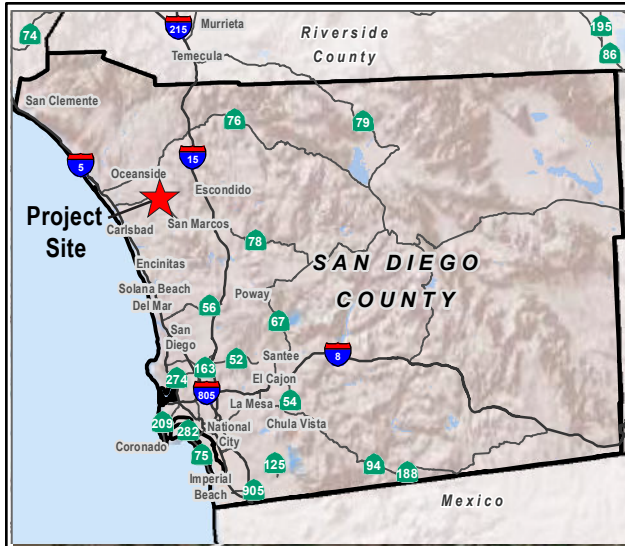 74
215
Murrieta
Temecula
Riverside
County
195
86
San Clemente
5
76
79
15
Oceanside
Escondido
Project
Site
Carlsbad
San Marcos
78
Encinitas
Solana Beach
Del Mar
SAN DIEGO
COUNTY
Poway
56
67
San
Diego
8
52
Santee
163
274
El Cajon
805
La Mesa
54
209
National
City
Chula Vista
282
Coronado
75
125
94
188
Imperial
Beach
905
Mexico